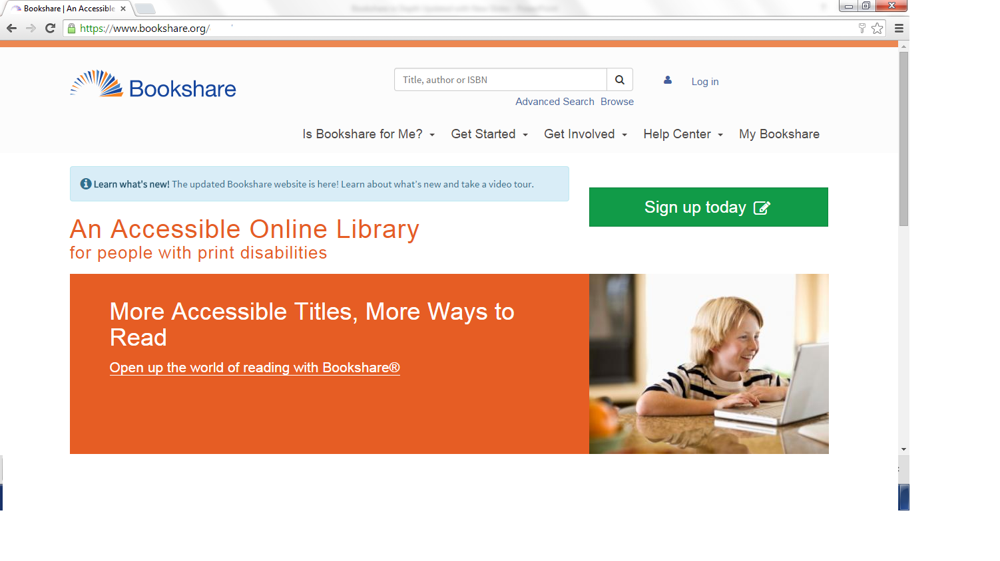 Bookshare | An Accessible
https://www.bookshare.org/
Bookshare
Title, author or ISBN
Log in
Advanced Search Browse
Is Bookshare for Me? Get Started Get Involved Help Center My Bookshare
Learn what's new! The updated Bookshare website is here! Learn about what's new and take a video tour.
Sign up today
An Accessible Online Library
for people with print disabilities
More Accessible Titles, More Ways to
Read
Open up the world of reading with Bookshare®